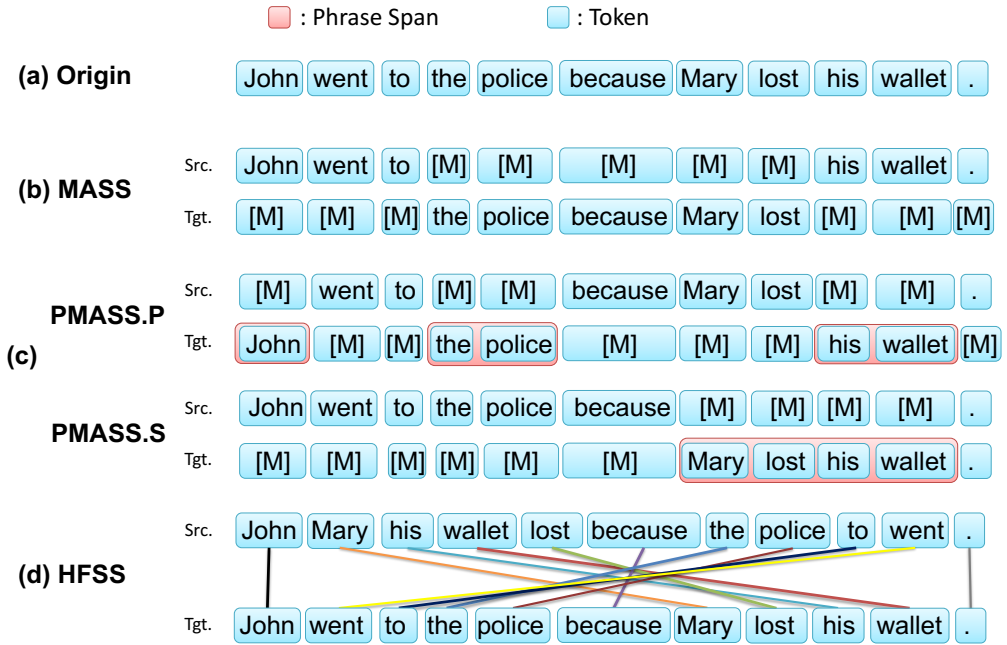 : Phrase Span : Token
(a) Origin John went to the police because Mary lost his wallet .
Src. John went to [M] [M] [M] [M] [M] his wallet .
(b) MASS
Tgt. [M] [M] [M] the police because Mary lost [M] [M] [M]
Src. [M] went to [M] [M] because Mary lost [M] [M] .
PMASS.P
Tgt. John [M] [M] the police [M] [M] [M] his wallet [M]
(c)
Src. John went to the police because [M] [M] [M] [M] .
PMASS.S
Tgt. [M] [M] [M] [M] [M] [M] Mary lost his wallet .
Src. John Mary his wallet lost because the police to went .
(d) HFSS
Tgt. John went to the police because Mary lost his wallet .